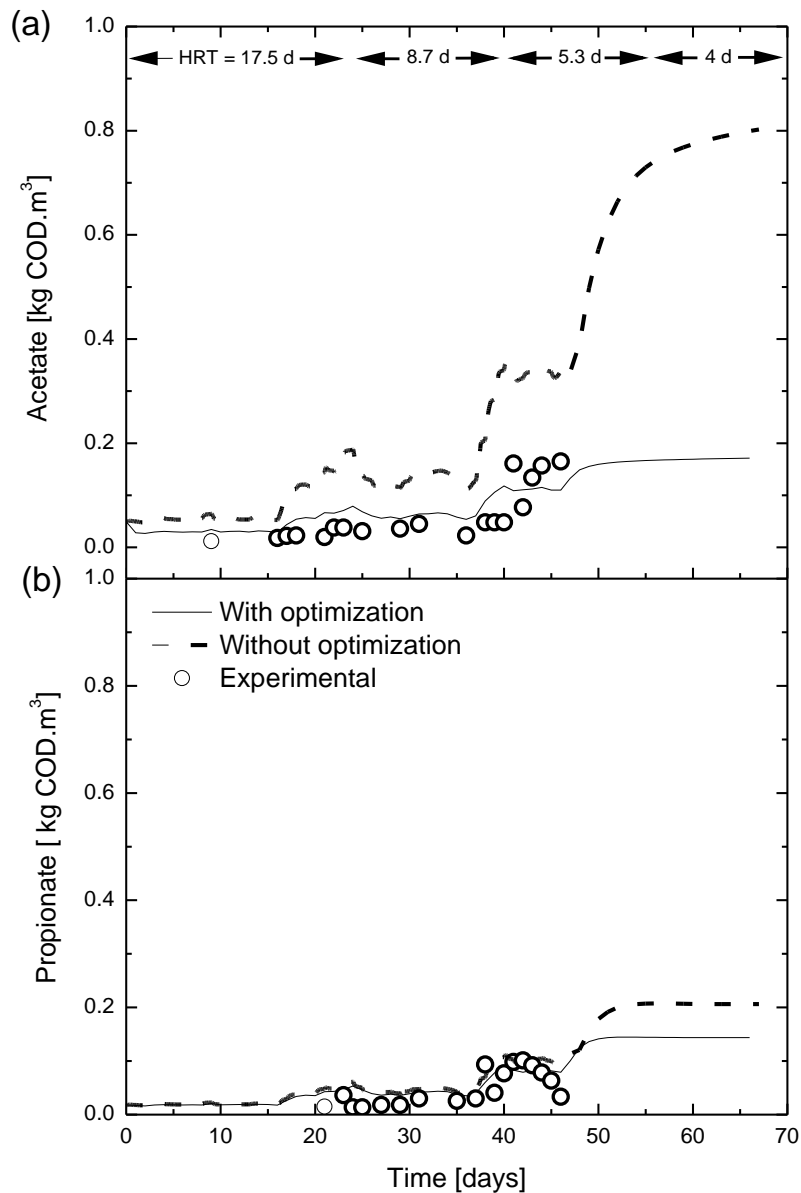 (a)
1.0
HRT = 17.5 d 8.7 d 5.3 d 4 d
0.8
0.6
0.4
0.2
0.0
Acetate [kg COD.m³]
(b)
1.0
With optimization
Without optimization
Experimental
0.8
0.6
0.4
0.2
0.0
Propionate [ kg COD.m³]
0 10 20 30 40 50 60 70
Time [days]